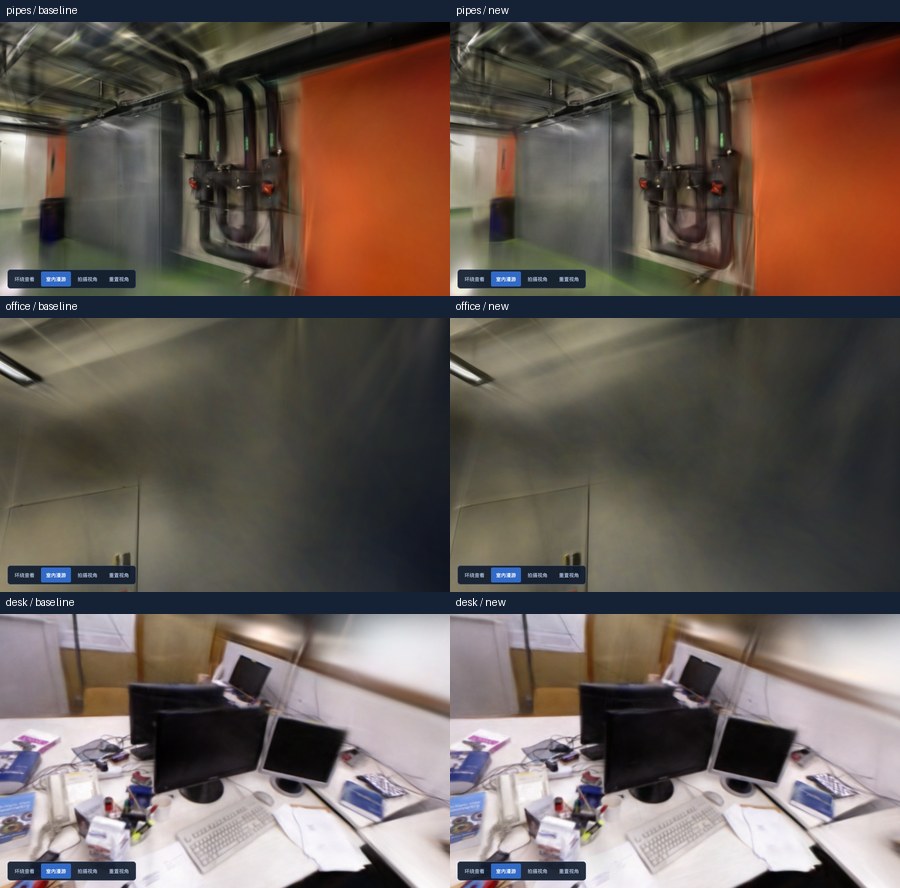 pipes / baseline
pipes / new
环绕查看 室内漫游 拍摄视角 重置视角
环绕查看 室内漫游 拍摄视角 重置视角
office / baseline
office / new
环绕查看 室内漫游 拍摄视角 重置视角
环绕查看 室内漫游 拍摄视角 重置视角
desk / baseline
desk / new
环绕查看 室内漫游 拍摄视角 重置视角
环绕查看 室内漫游 拍摄视角 重置视角